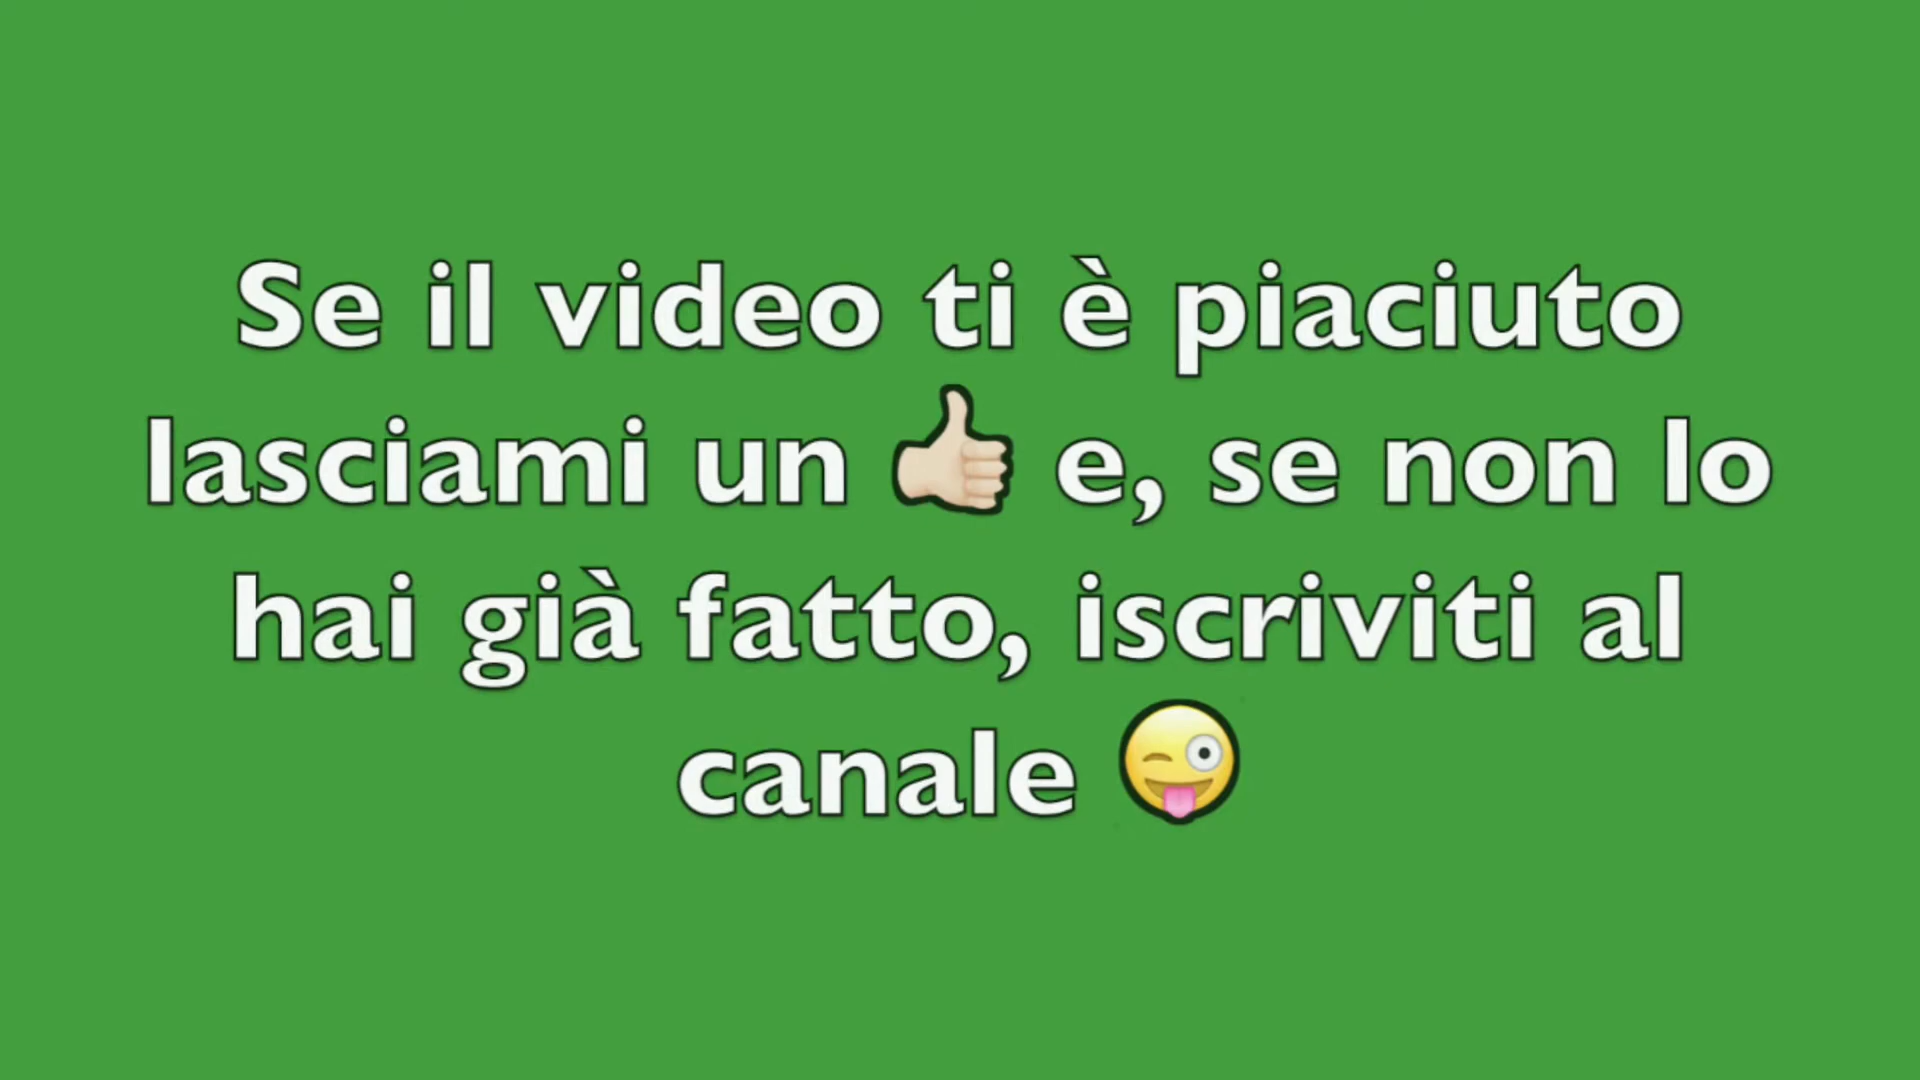 Se il video ti è piaciuto
lasciami un 👍🏻 e, se non lo
hai già fatto, iscriviti al
canale 😜